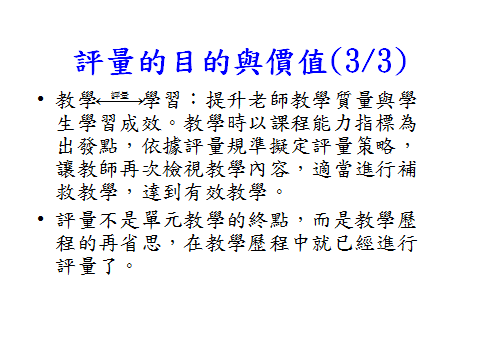 評量的目的與價值(3/3)
• 教學⟷學習：提升老師教學質量與學
評量
生學習成效。教學時以課程能力指標為
出發點，依據評量規準擬定評量策略，
讓教師再次檢視教學內容，適當進行補
救教學，達到有效教學。
• 評量不是單元教學的終點，而是教學歷
程的再省思，在教學歷程中就已經進行
評量了。